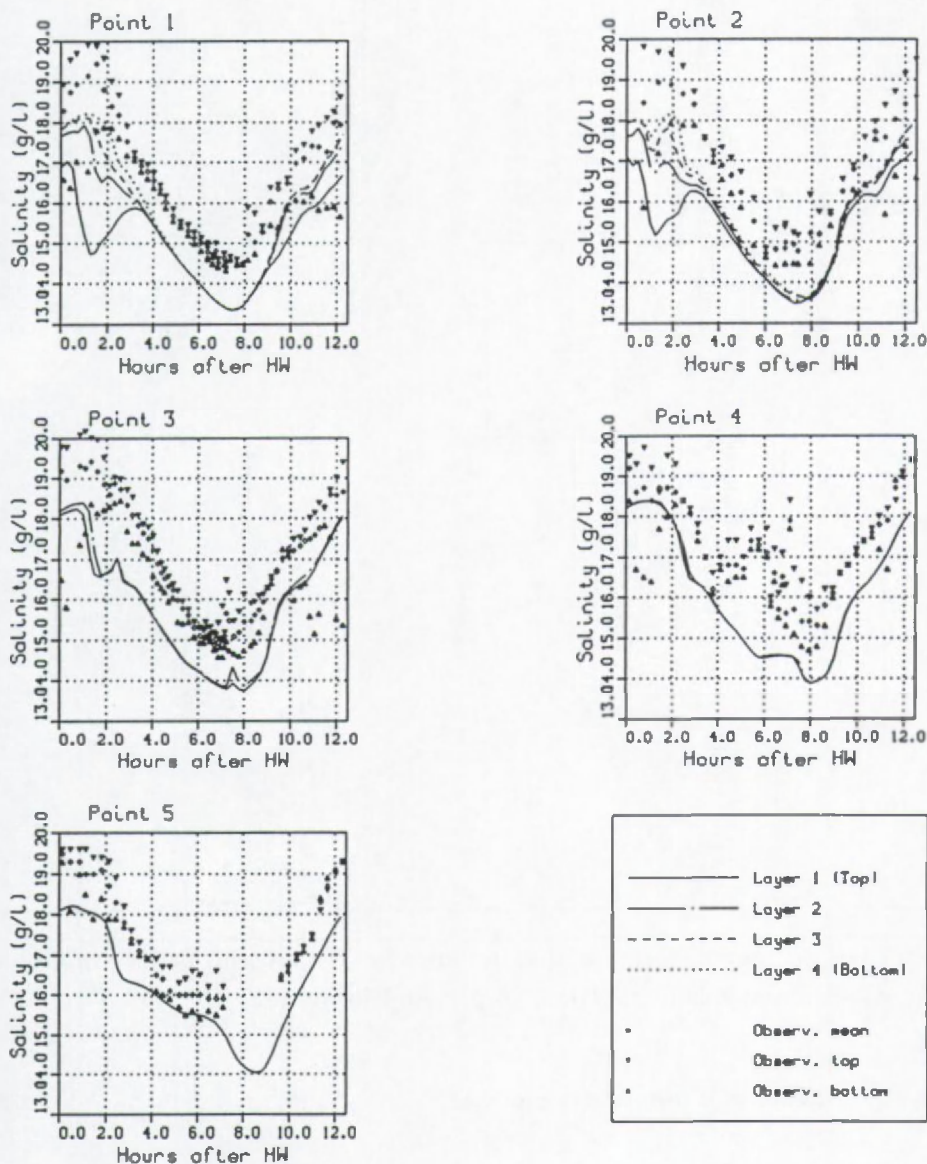 Point 1
Salinity (g/l)
20.0
19.0
18.0
17.0
16.0
15.0
13.04.0
0.0 2.0 4.0 6.0 8.0 10.0 12.0
Hours after HW
Point 2
Salinity (g/l)
20.0
19.0
18.0
17.0
16.0
15.0
13.04.0
0.0 2.0 4.0 6.0 8.0 10.0 12.0
Hours after HW
Point 3
Salinity (g/l)
20.0
19.0
18.0
17.0
16.0
15.0
13.04.0
0.0 2.0 4.0 6.0 8.0 10.0 12.0
Hours after HW
Point 4
Salinity (g/l)
20.0
19.0
18.0
17.0
16.0
15.0
13.04.0
0.0 2.0 4.0 6.0 8.0 10.0 12.0
Hours after HW
Point 5
Salinity (g/l)
20.0
19.0
18.0
17.0
16.0
15.0
13.04.0
0.0 2.0 4.0 6.0 8.0 10.0 12.0
Hours after HW
Layer 1 (Top)
Layer 2
Layer 3
Layer 4 (Bottom)
Observ. mean
Observ. top
Observ. bottom